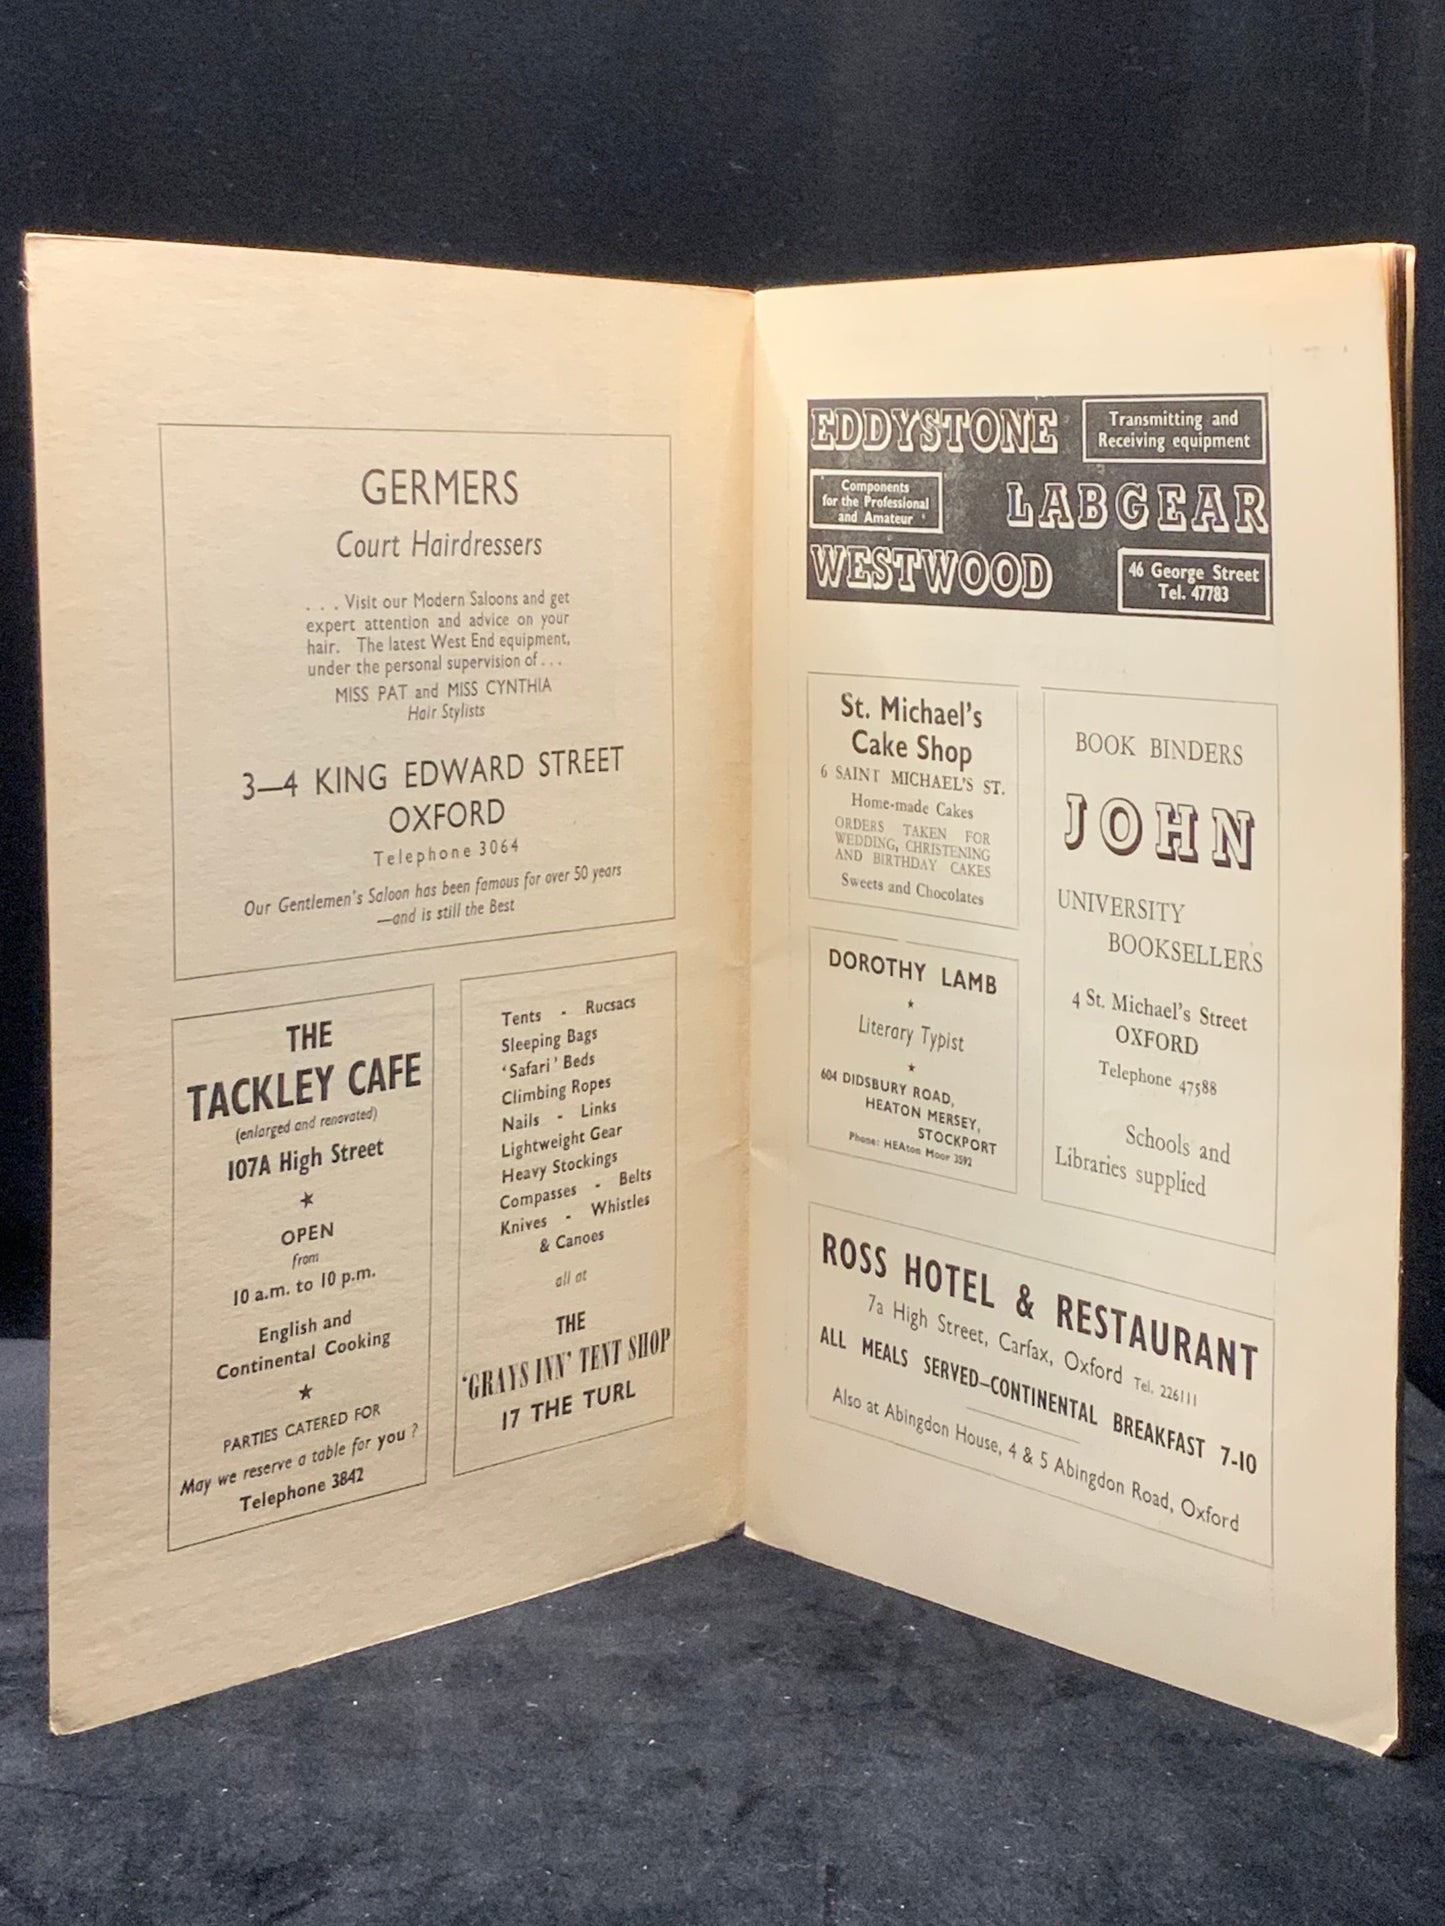 GERMERS
Court Hairdressers
. . . Visit our Modern Saloons and get
expert attention and advice on your
hair. The latest West End equipment,
under the personal supervision of . . .
MISS PAT and MISS CYNTHIA
Hair Stylists
3—4 KING EDWARD STREET
OXFORD
Telephone 3064
Our Gentlemen's Saloon has been famous for over 50 years
—and is still the Best
THE
TACKLEY CAFE
(enlarged and renovated)
107A High Street
★
OPEN
from
10 a.m. to 10 p.m.
English and
Continental Cooking
★
PARTIES CATERED FOR
May we reserve a table for you ?
Telephone 3842
Tents - Rucsacs
Sleeping Bags
'Safari' Beds
Climbing Ropes
Nails - Links
Lightweight Gear
Heavy Stockings
Compasses - Belts
Knives - Whistles
& Canoes
all at
THE
'GRAYS INN' TENT SHOP
17 THE TURL
EDDYSTONE
Transmitting and
Receiving equipment
Components
for the Professional
and Amateur
LABGEAR
WESTWOOD
46 George Street
Tel. 47783
St. Michael's
Cake Shop
6 SAINT MICHAEL'S ST.
Home-made Cakes
ORDERS TAKEN FOR
WEDDING, CHRISTENING
AND BIRTHDAY CAKES
Sweets and Chocolates
DOROTHY LAMB
★
Literary Typist
★
604 DIDSBURY ROAD,
HEATON MERSEY,
STOCKPORT
Phone: HEAton Moor 3592
BOOK BINDERS
JOHN
UNIVERSITY
BOOKSELLERS
4 St. Michael's Street
OXFORD
Telephone 47588
Schools and
Libraries supplied
ROSS HOTEL & RESTAURANT
7a High Street, Carfax, Oxford Tel. 226111
ALL MEALS SERVED–CONTINENTAL BREAKFAST 7-10
Also at Abingdon House, 4 & 5 Abingdon Road, Oxford